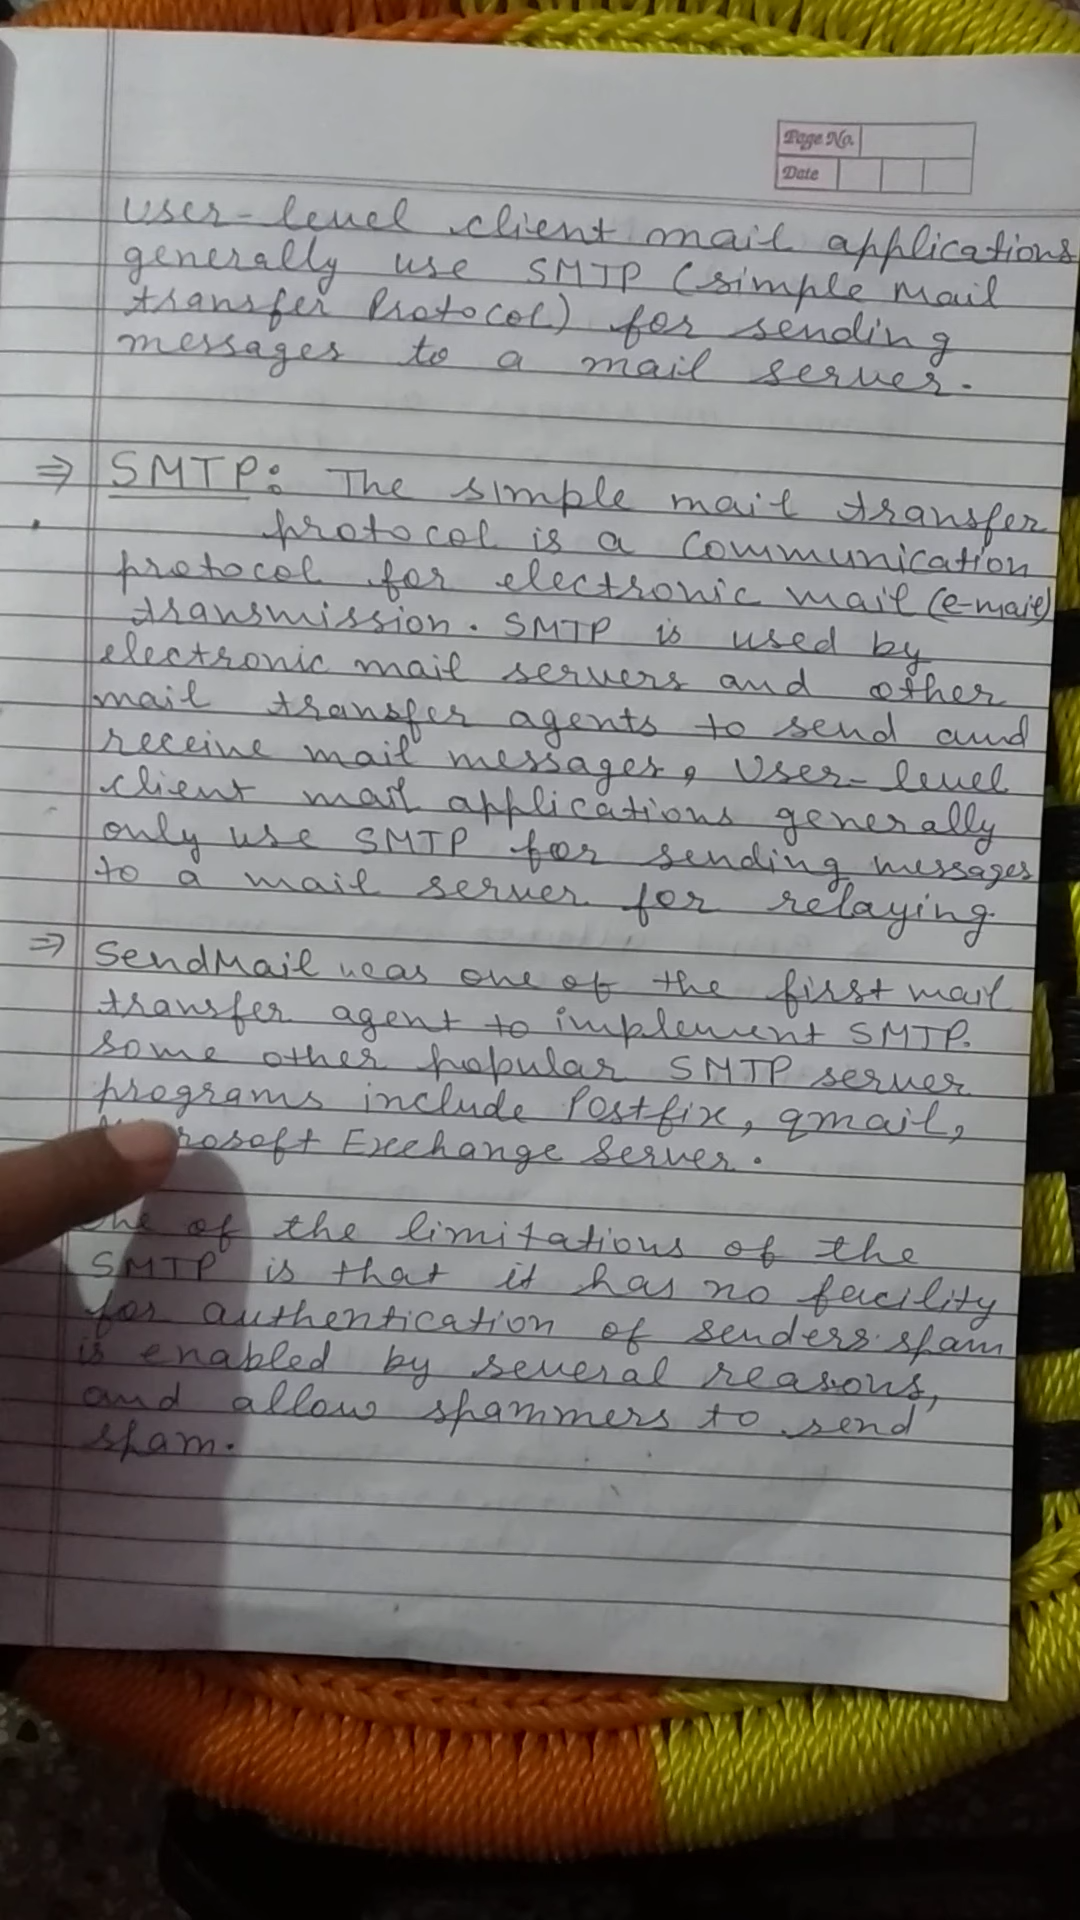 Page No.
Date
User-level client mail applications
generally use SMTP (simple Mail
transfer Protocol) for sending
messages to a mail server.
⇒ SMTP: The simple mail transfer
protocol is a communication
protocol for electronic mail (e-mail)
transmission. SMTP is used by
electronic mail servers and other
mail transfer agents to send and
receive mail messages, User-level
client mail applications generally
only use SMTP for sending messages
to a mail server for relaying.
⇒ SendMail was one of the first mail
transfer agent to implement SMTP.
some other popular SMTP server
programs include Postfix, qmail,
Exchange Server.
of the limitations of the
SMTP is that it has no facility
for authentication of senders. spam
is enabled by several reasons,
and allow spammers to send
spam.